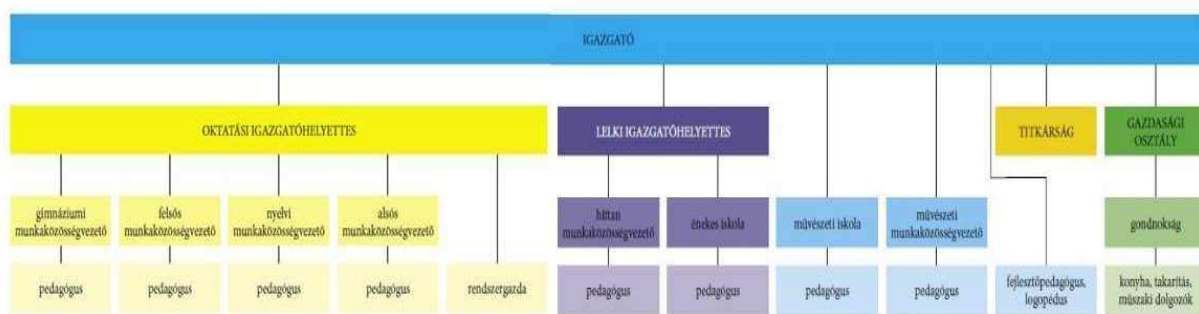 IGAZGATÓ
OKTATÁSI IGAZGATÓHELYETTES
LELKI IGAZGATÓHELYETTES
TITKÁRSÁG
GAZDASÁGI
OSZTÁLY
gimnáziumi
munkaközösségvezető
felsős
munkaközösségvezető
nyelvi
munkaközösségvezető
alsós
munkaközösségvezető
hittan
munkaközösségvezető
énekes iskola
művészeti iskola
művészeti
munkaközösségvezető
gondnokság
pedagógus
pedagógus
pedagógus
pedagógus
rendszergazda
pedagógus
pedagógus
pedagógus
pedagógus
fejlesztőpedagógus,
logopédus
konyha, takarítás,
műszaki dolgozók